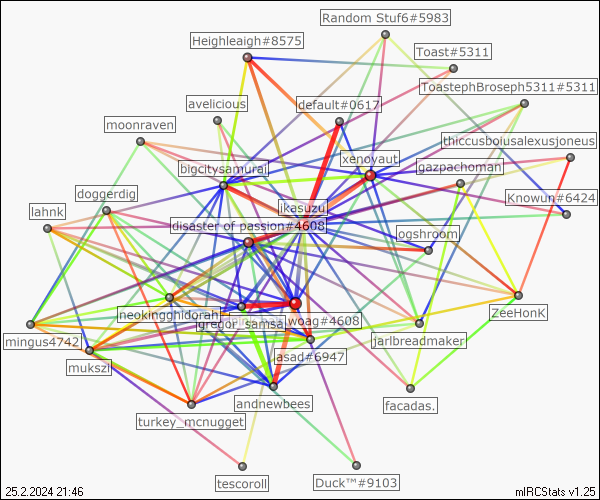 Random Stuf6#5983
Heighleaigh#8575
Toast#5311
ToastephBroseph5311#5311
avelicious
default#0617
moonraven
thiccusboiusalexusjoneus
xenoyaut
bigcitysamurai
gazpachoman
doggerdig
Knowun#6424
ikasuzu
lahnk
disaster of passion#4608
ogshroom
neokingghidorah
ZeeHonK
gregor_samsa
woag#4608
mingus4742
jarlbreadmaker
asad#6947
mukszi
andnewbees
facadas.
turkey_mcnugget
tescoroll
Duck™#9103
25.2.2024 21:46
mIRCStats v1.25